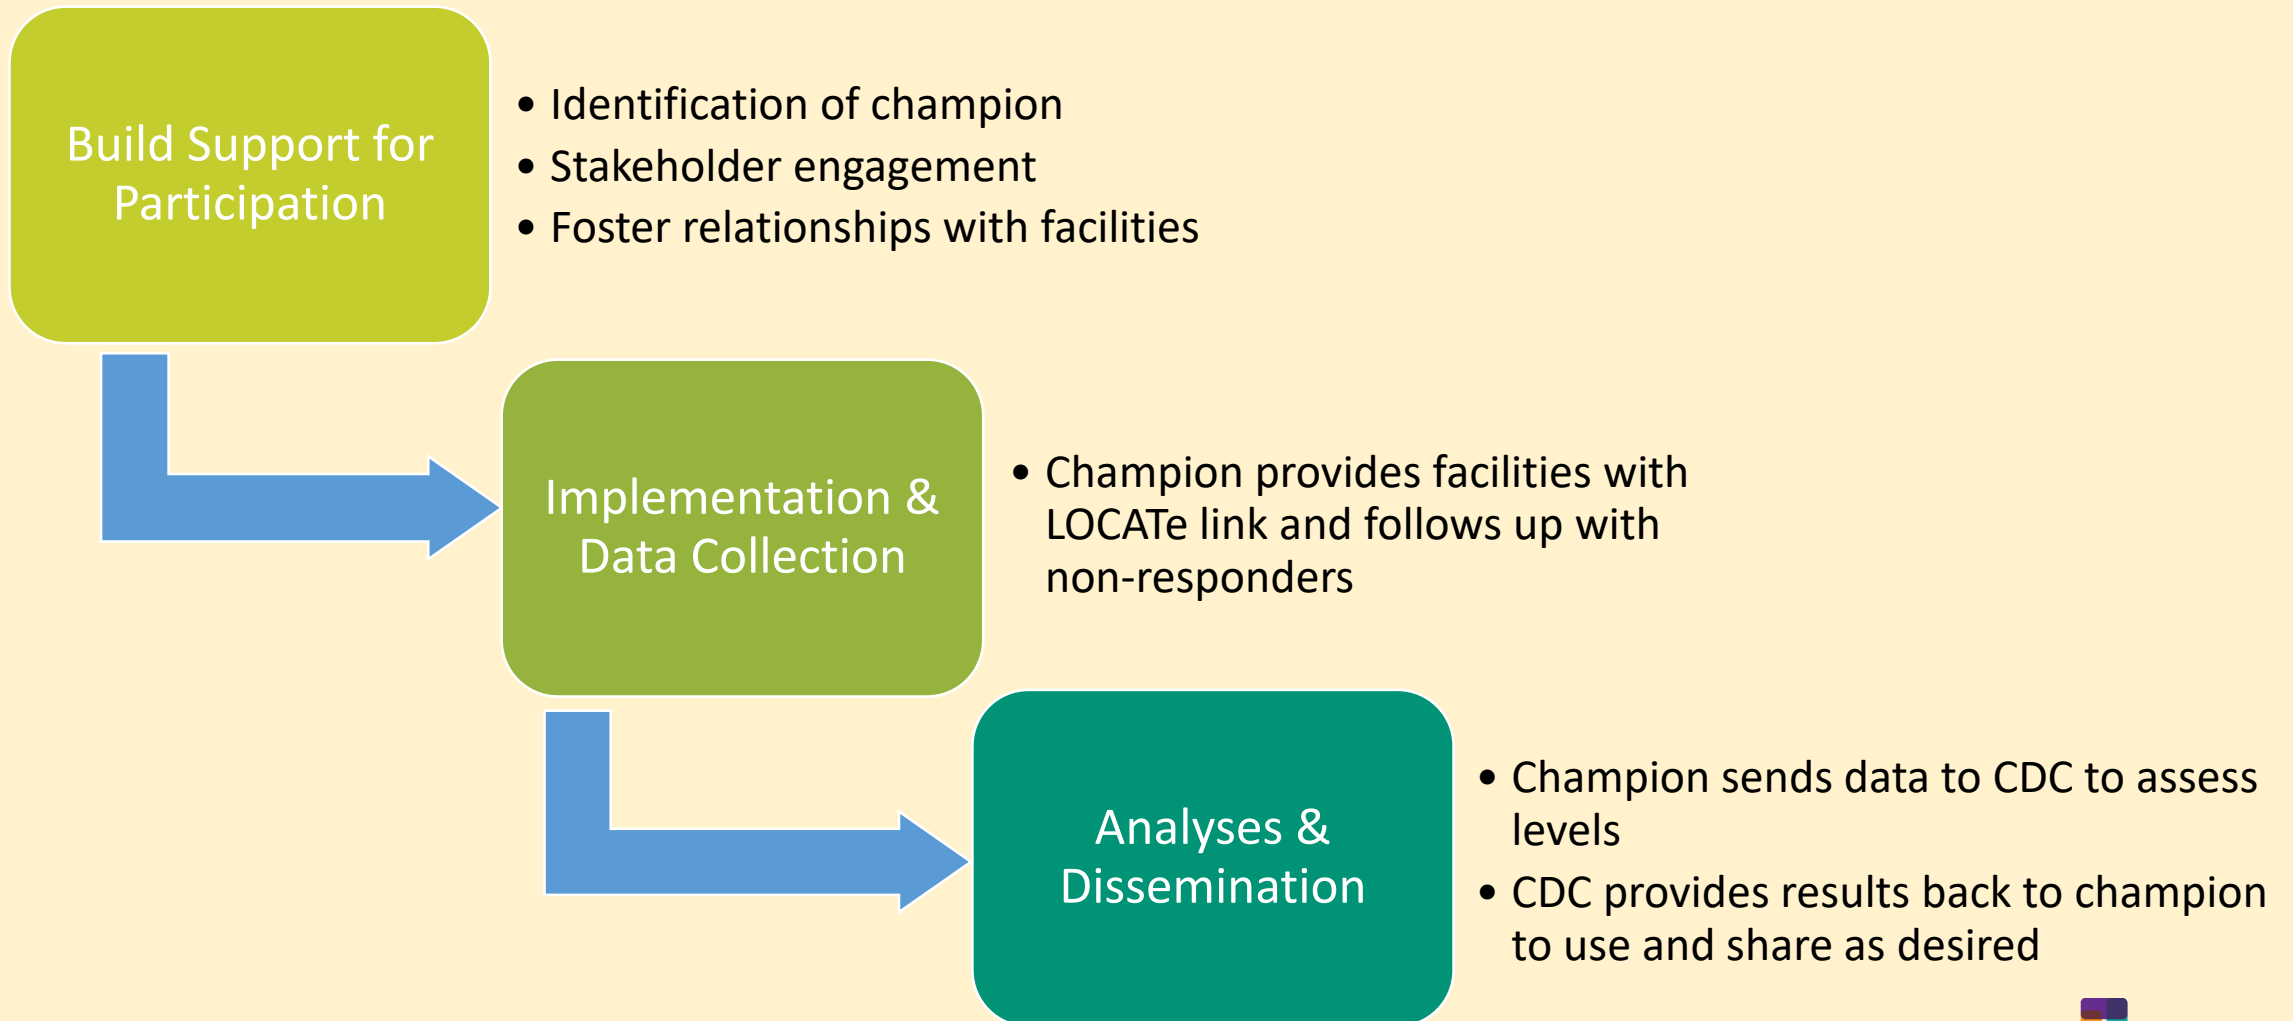 Build Support for
Participation
• Identification of champion
• Stakeholder engagement
• Foster relationships with facilities
Implementation &
Data Collection
• Champion provides facilities with
LOCATe link and follows up with
non-responders
Analyses &
Dissemination
• Champion sends data to CDC to assess
levels
• CDC provides results back to champion
to use and share as desired